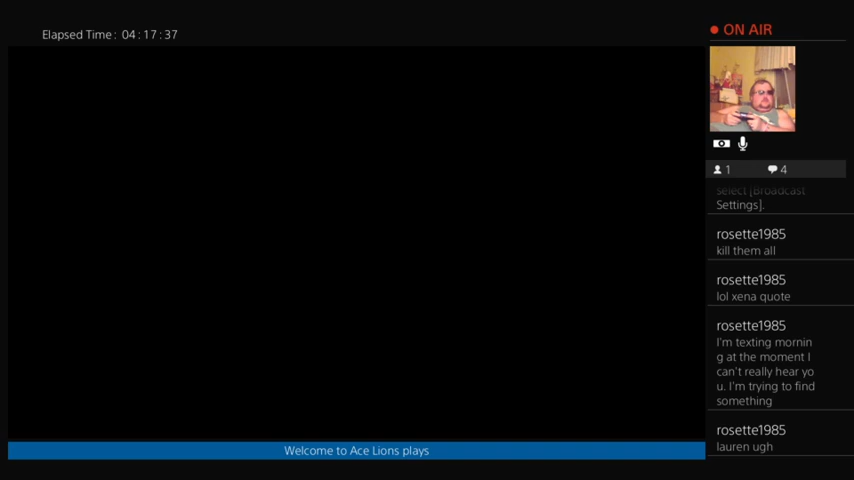 Elapsed Time: 04:17:37
ON AIR
1 4
select [Broadcast
Settings].
rosette1985
kill them all
rosette1985
lol xena quote
rosette1985
I'm texting mornin
g at the moment I
can't really hear yo
u. I'm trying to find
something
rosette1985
lauren ugh
Welcome to Ace Lions plays